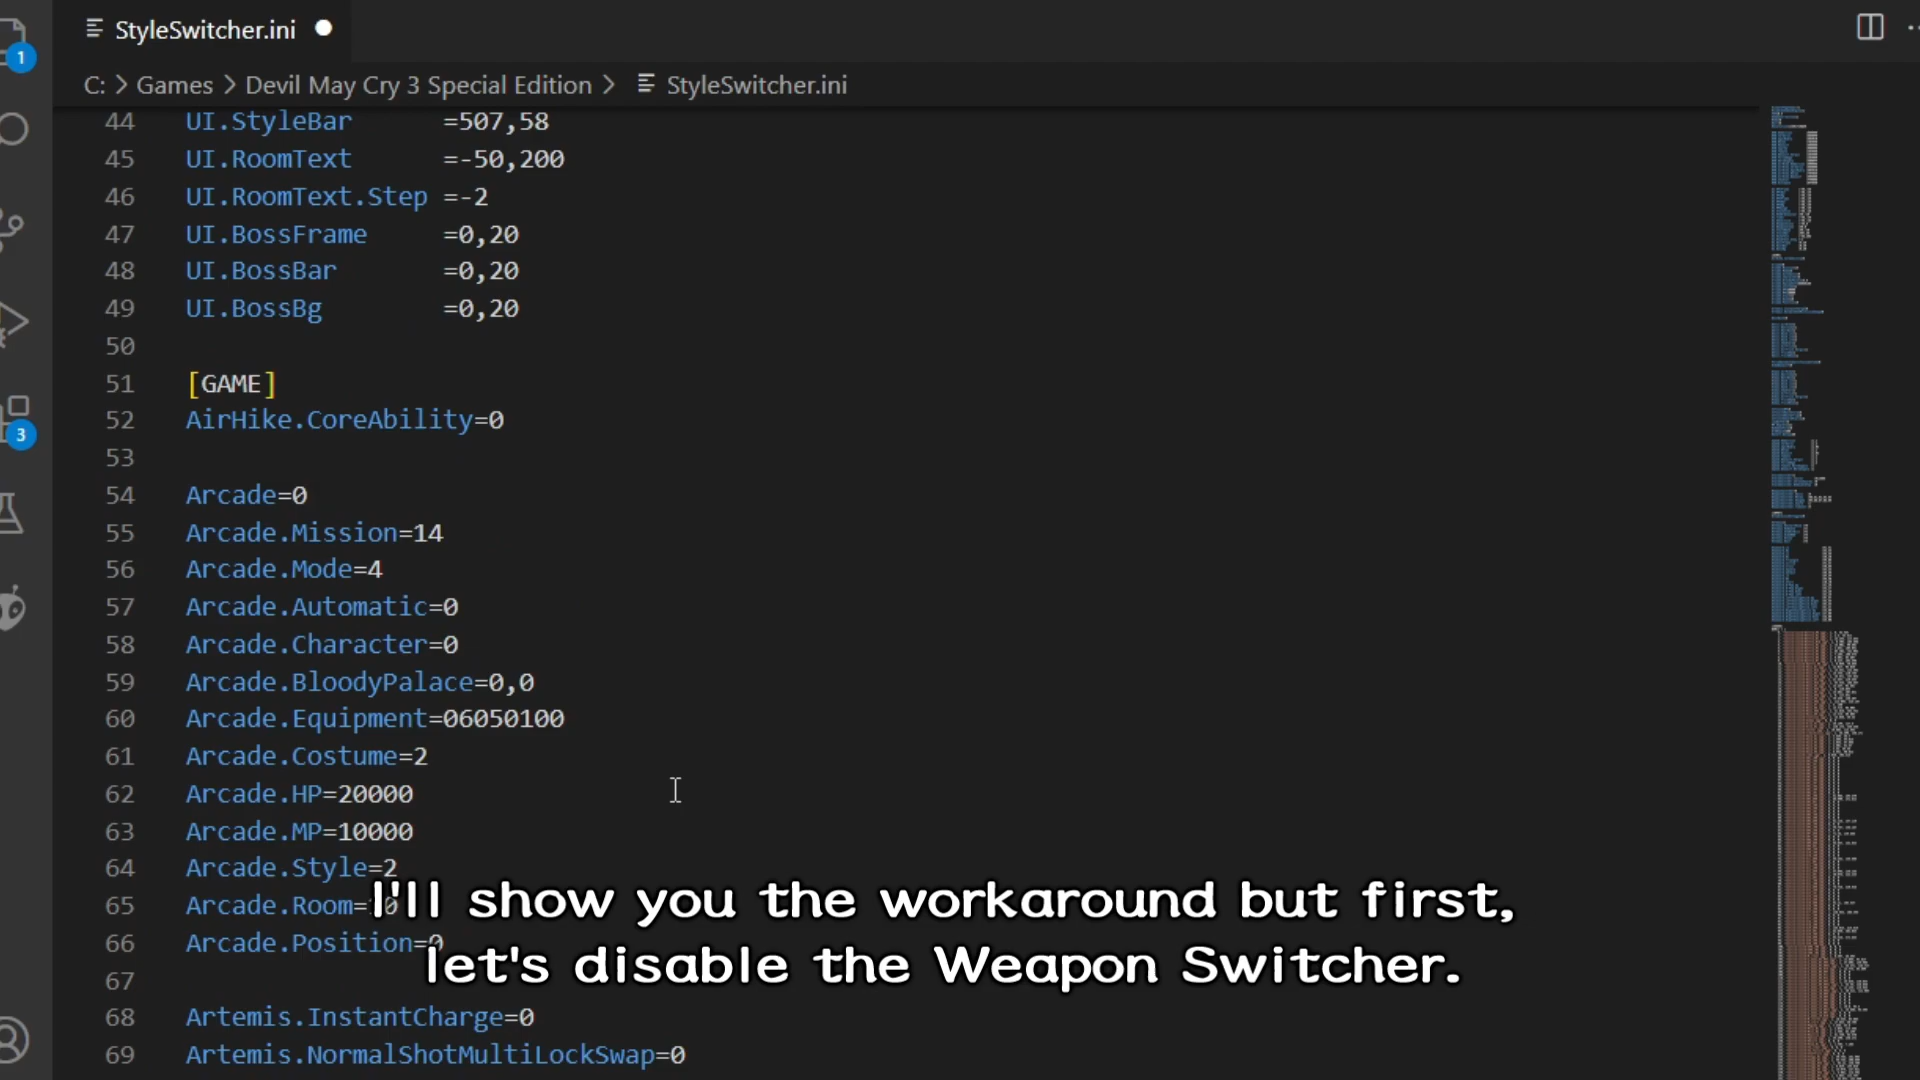 StyleSwitcher.ini
1
C: > Games > Devil May Cry 3 Special Edition > StyleSwitcher.ini
44 UI.StyleBar =507,58
45 UI.RoomText =-50,200
46 UI.RoomText.Step =-2
47 UI.BossFrame =0,20
48 UI.BossBar =0,20
49 UI.BossBg =0,20
50
51 [GAME]
52 AirHike.CoreAbility=0
3
53
54 Arcade=0
55 Arcade.Mission=14
56 Arcade.Mode=4
57 Arcade.Automatic=0
58 Arcade.Character=0
59 Arcade.BloodyPalace=0,0
60 Arcade.Equipment=06050100
61 Arcade.Costume=2
62 Arcade.HP=20000
63 Arcade.MP=10000
64 Arcade.Style=2
65 Arcade.Room=
66 Arcade.Position=0
I'll show you the workaround but first,
let's disable the Weapon Switcher.
67
68 Artemis.InstantCharge=0
69 Artemis.NormalShotMultiLockSwap=0